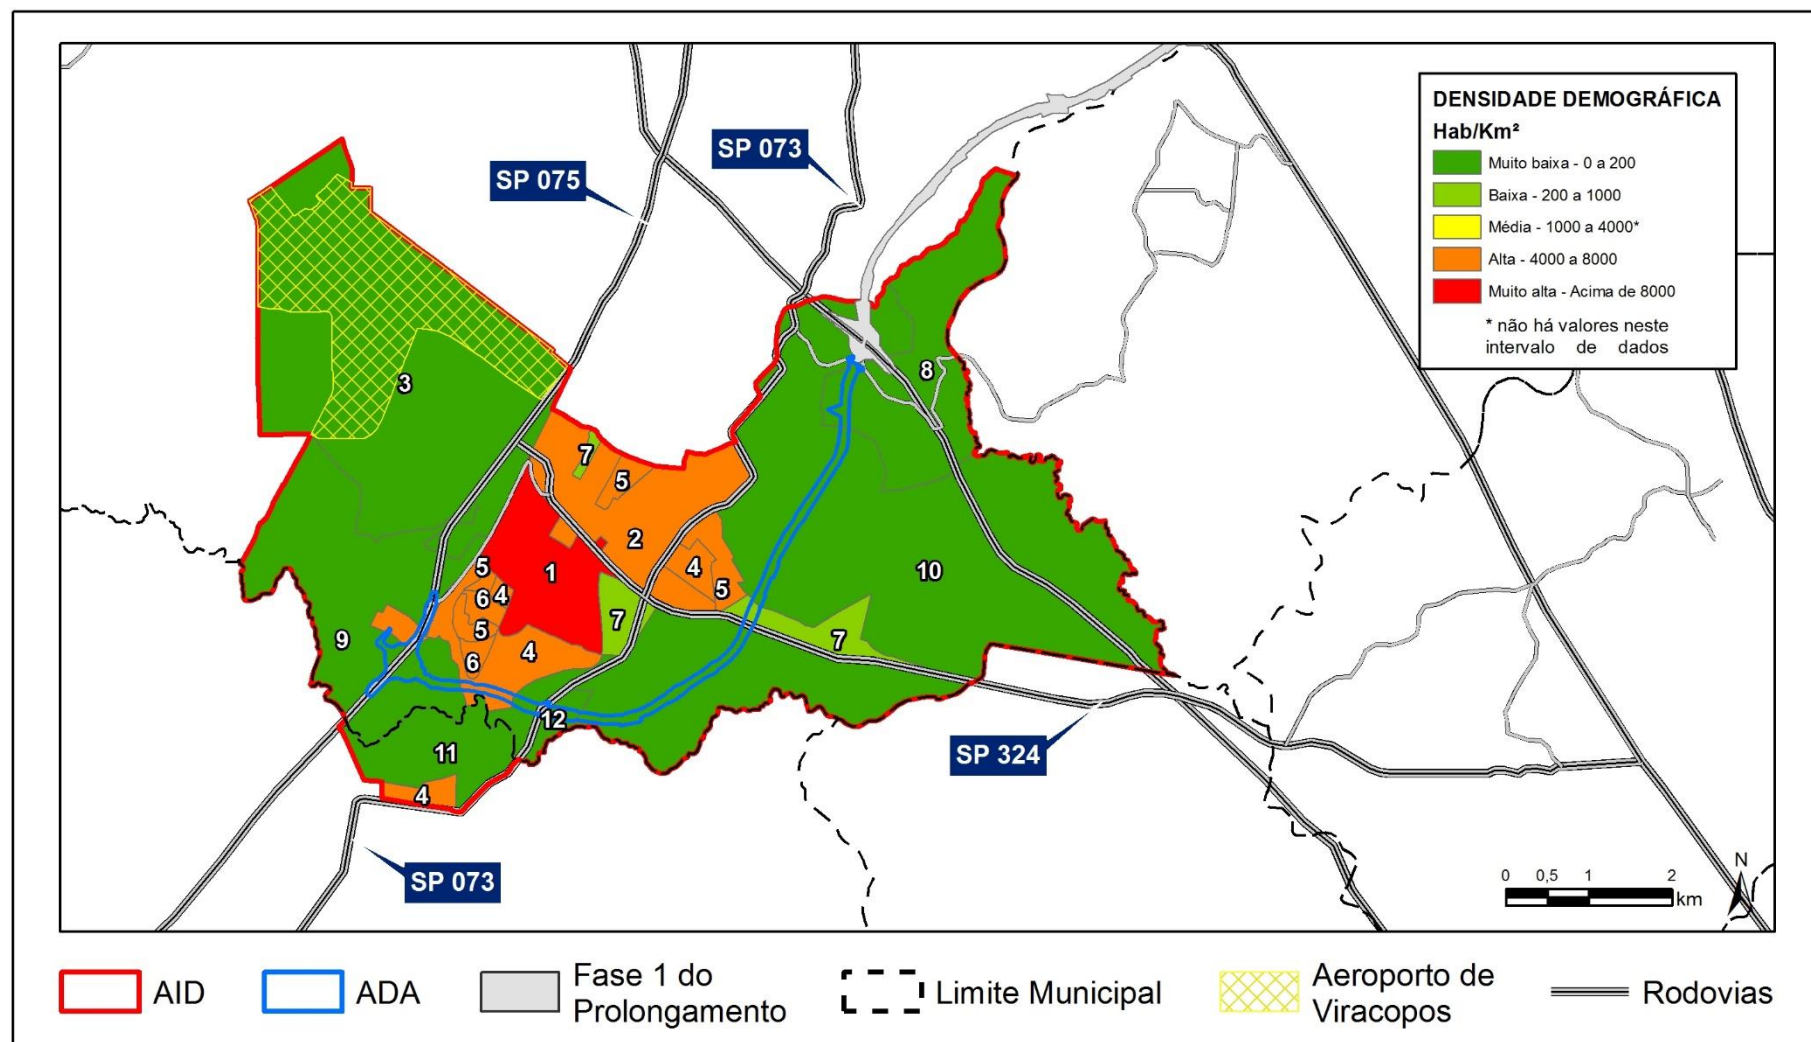 DENSIDADE DEMOGRÁFICA
Hab/Km²
Muito baixa - 0 a 200
Baixa - 200 a 1000
Média - 1000 a 4000*
Alta - 4000 a 8000
Muito alta - Acima de 8000
* não há valores neste
intervalo de dados
SP 073
SP 075
8
3
7
5
2
4
5
1
5
6
4
5
7
10
9
4
6
7
12
11
SP 324
4
SP 073
0 0,5 1 2
km
N
AID
ADA
Fase 1 do
Prolongamento
Limite Municipal
Aeroporto de
Viracopos
Rodovias